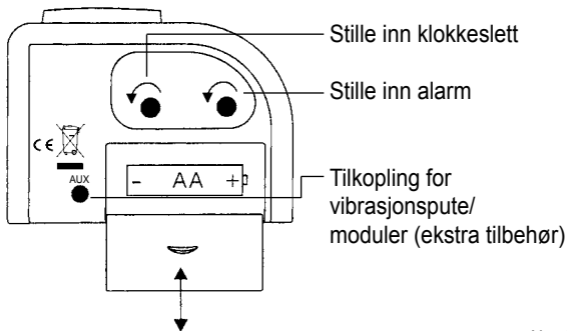 Stille inn klokkeslett
Stille inn alarm
CE
AUX
- AA +
Tilkopling for
vibrasjonspute/
moduler (ekstra tilbehør)